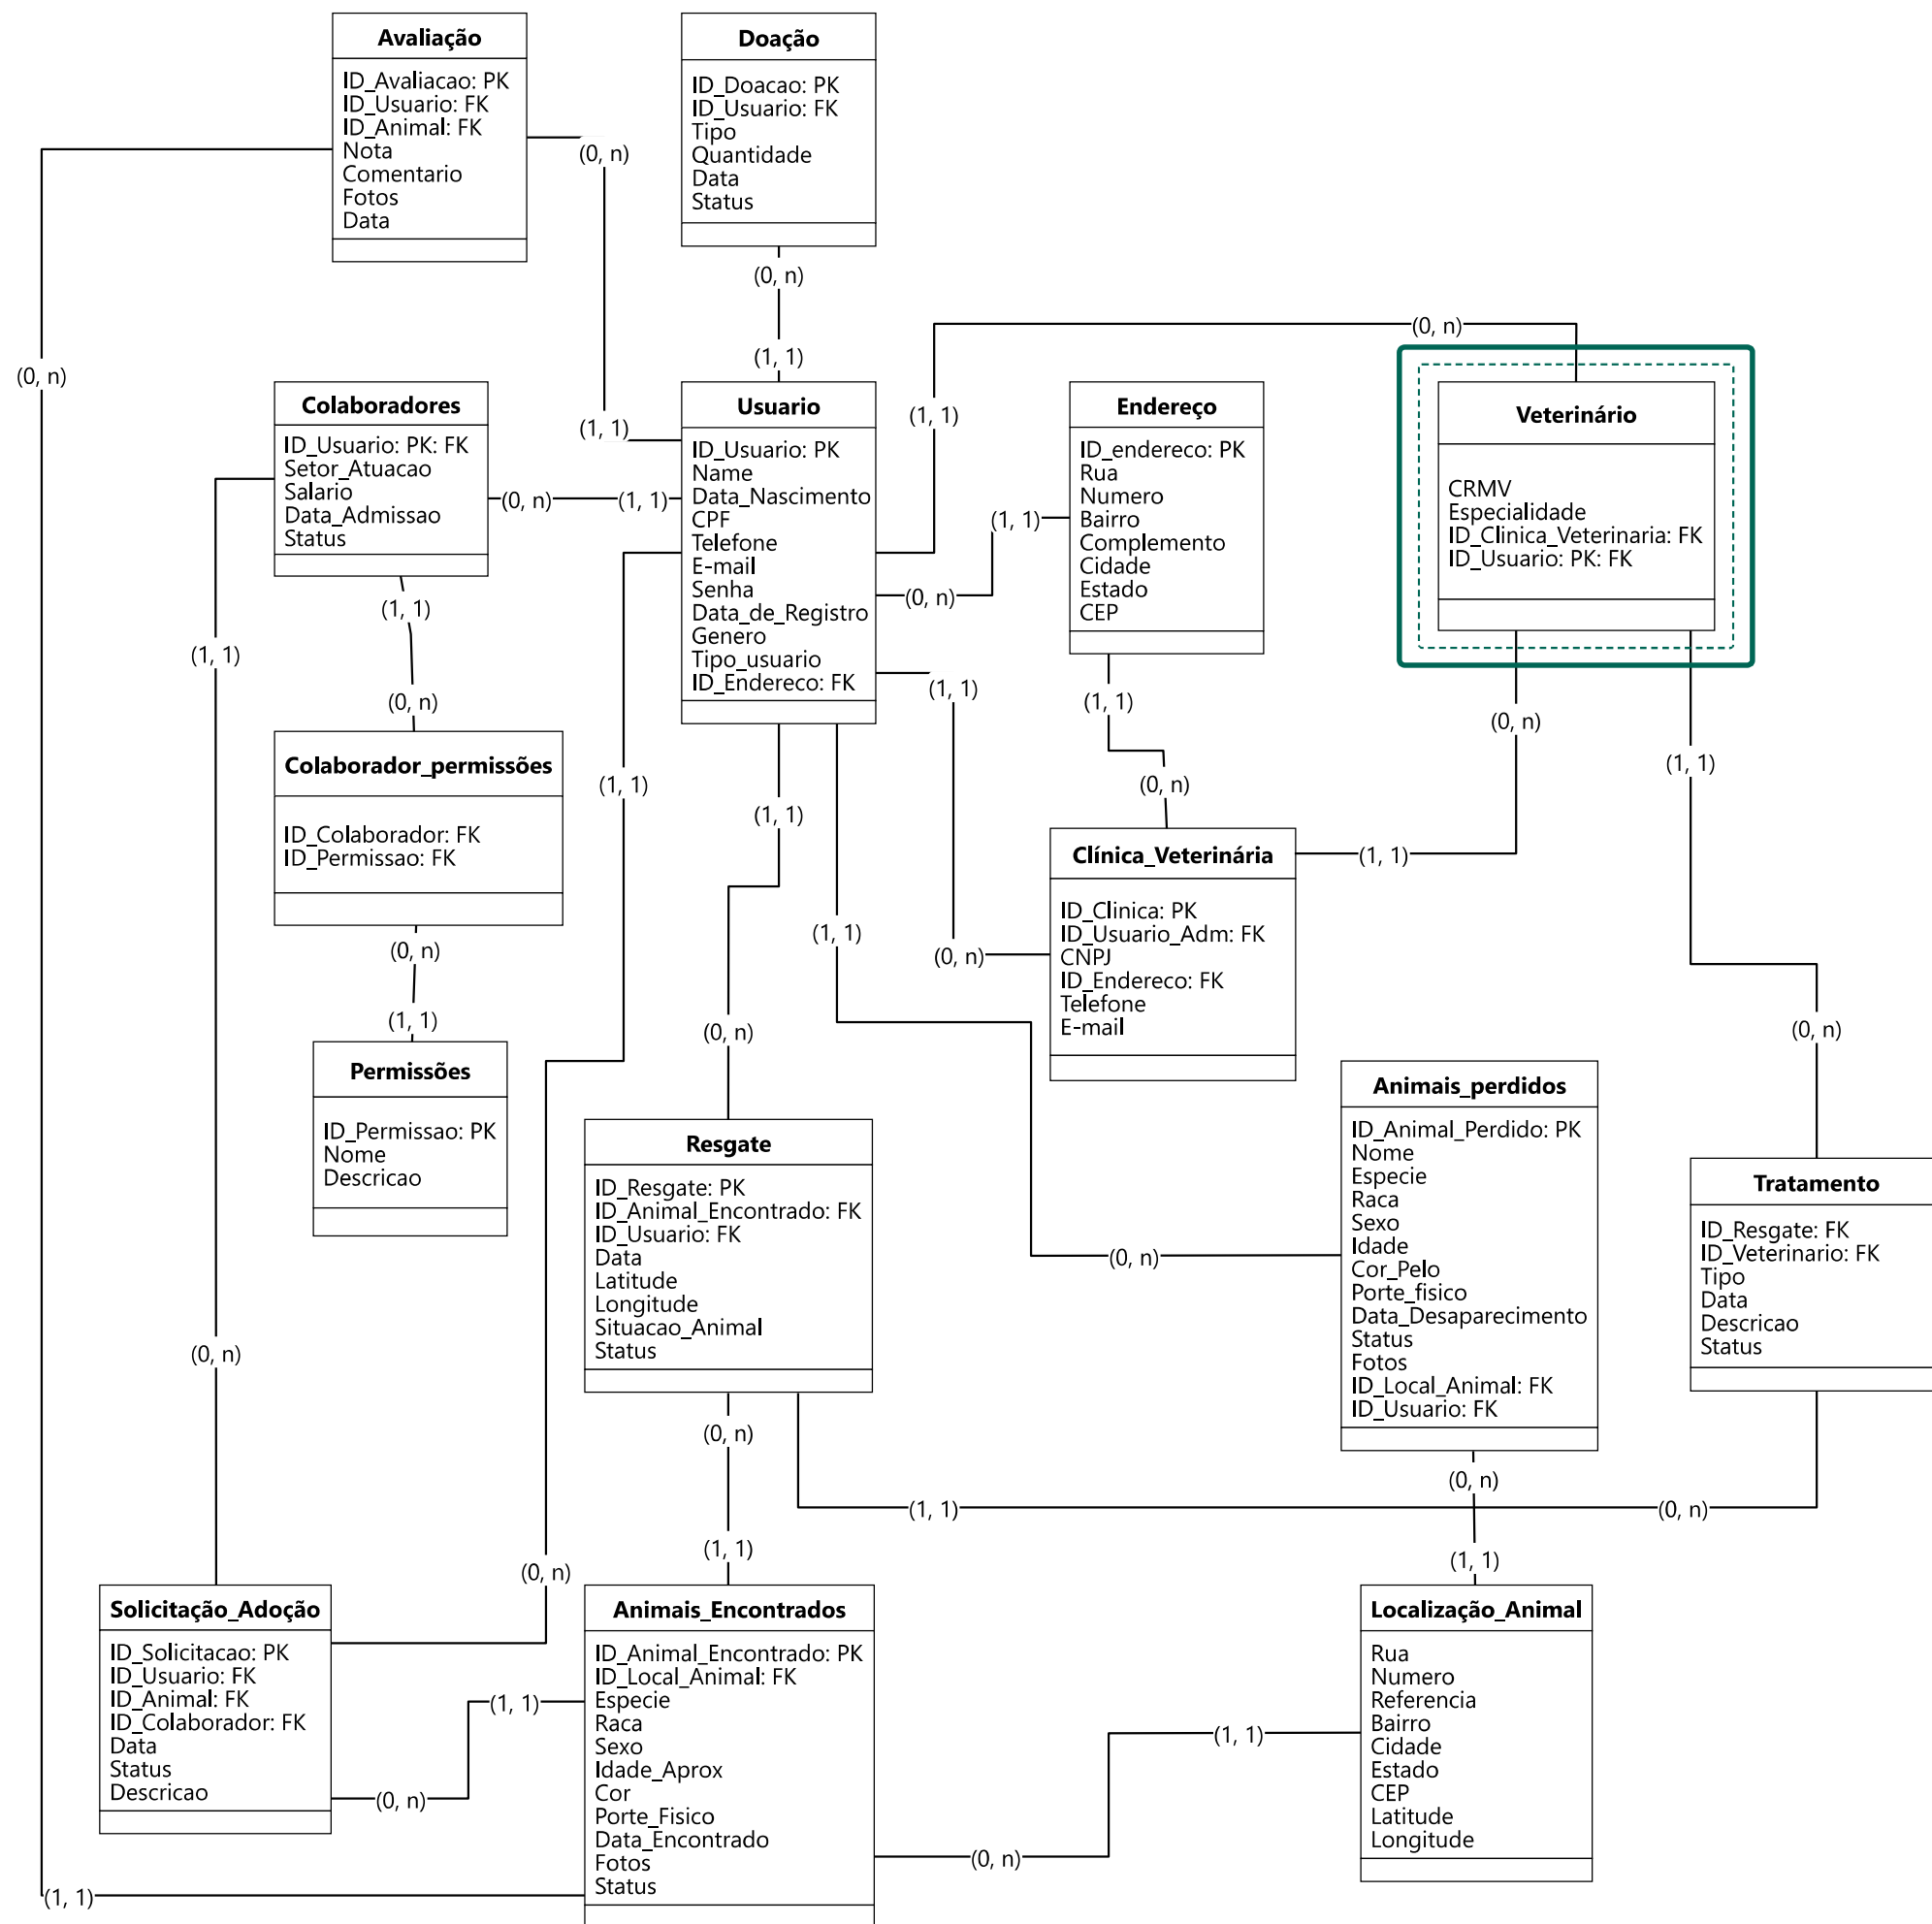 Avaliação
ID_Avaliacao: PK
ID_Usuario: FK
ID_Animal: FK
Nota
Comentario
Fotos
Data
Doação
ID_Doacao: PK
ID_Usuario: FK
Tipo
Quantidade
Data
Status
(0, n)
(0, n)
(0, n)
(1, 1)
(0, n)
(1, 1)
(1, 1)
Colaboradores
ID_Usuario: PK: FK
Setor_Atuacao
Salario
Data_Admissao
Status
(0, n)
(1, 1)
Usuario
ID_Usuario: PK
Name
Data_Nascimento
CPF
Telefone
E-mail
Senha
Data_de_Registro
Genero
Tipo_usuario
ID_Endereco: FK
(1, 1)
(0, n)
Endereço
ID_endereco: PK
Rua
Numero
Bairro
Complemento
Cidade
Estado
CEP
Veterinário
CRMV
Especialidade
ID_Clinica_Veterinaria: FK
ID_Usuario: PK: FK
(1, 1)
(1, 1)
(0, n)
(1, 1)
(1, 1)
(0, n)
(1, 1)
(0, n)
(1, 1)
(1, 1)
(0, n)
Colaborador_permissões
ID_Colaborador: FK
ID_Permissao: FK
(0, n)
(1, 1)
Clínica_Veterinária
ID_Clinica: PK
ID_Usuario_Adm: FK
CNPJ
ID_Endereco: FK
Telefone
E-mail
(1, 1)
(1, 1)
(0, n)
(0, n)
(0, n)
Permissões
ID_Permissao: PK
Nome
Descricao
Resgate
ID_Resgate: PK
ID_Animal_Encontrado: FK
ID_Usuario: FK
Data
Latitude
Longitude
Situacao_Animal
Status
(0, n)
Animais_perdidos
ID_Animal_Perdido: PK
Nome
Especie
Raca
Sexo
Idade
Cor_Pelo
Porte_fisico
Data_Desaparecimento
Status
Fotos
ID_Local_Animal: FK
ID_Usuario: FK
Tratamento
ID_Resgate: FK
ID_Veterinario: FK
Tipo
Data
Descricao
Status
(0, n)
(0, n)
(0, n)
(1, 1)
(0, n)
(1, 1)
(1, 1)
(0, n)
Solicitação_Adoção
ID_Solicitacao: PK
ID_Usuario: FK
ID_Animal: FK
ID_Colaborador: FK
Data
Status
Descricao
(1, 1)
(0, n)
Animais_Encontrados
ID_Animal_Encontrado: PK
ID_Local_Animal: FK
Especie
Raca
Sexo
Idade_Aprox
Cor
Porte_Fisico
Data_Encontrado
Fotos
Status
(1, 1)
(0, n)
Localização_Animal
Rua
Numero
Referencia
Bairro
Cidade
Estado
CEP
Latitude
Longitude
(1, 1)